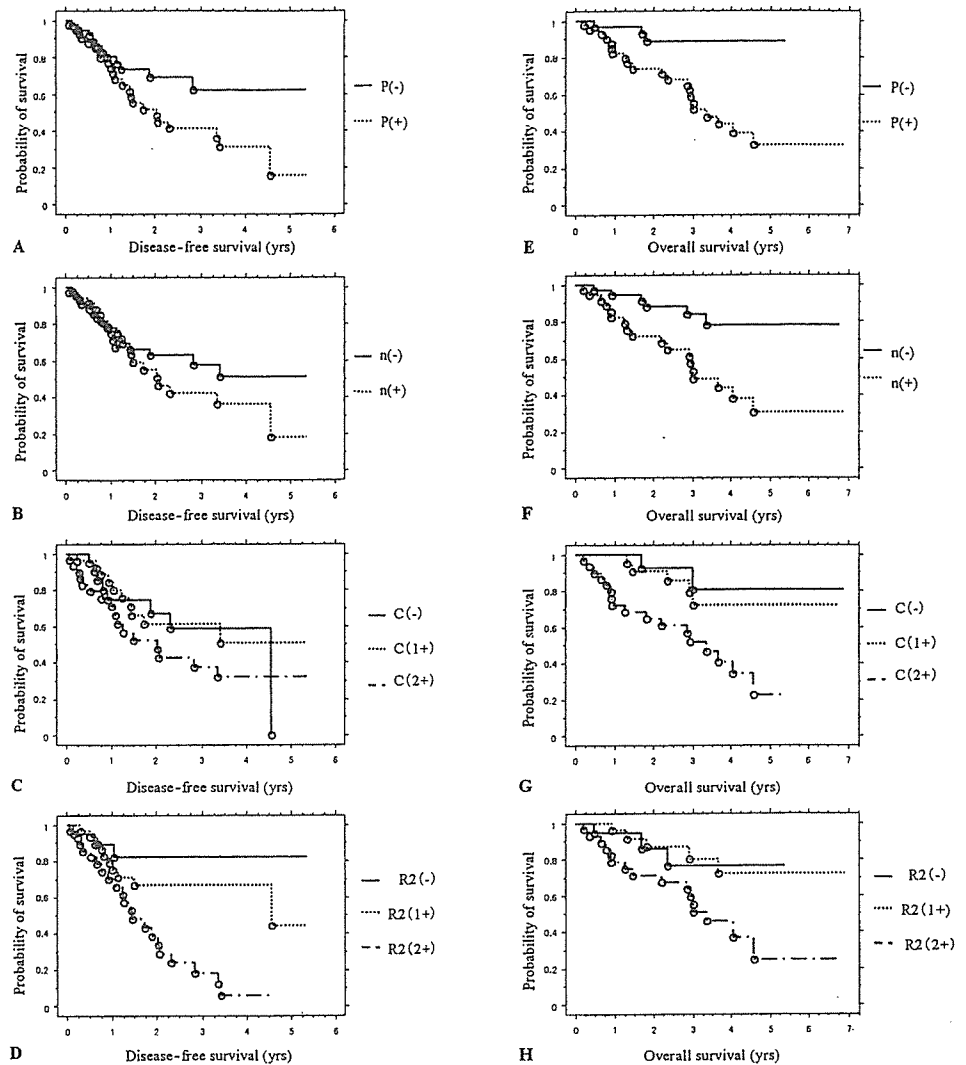 Probability of survival
1
0.8
0.6
0.4
0.2
0
0 1 2 3 4 5 6
A
Disease-free survival (yrs)
P(-)
P(+)
Probability of survival
1
0.8
0.6
0.4
0.2
0
0 1 2 3 4 5 6 7
E
Overall survival (yrs)
P(-)
P(+)
Probability of survival
1
0.8
0.6
0.4
0.2
0
0 1 2 3 4 5 6
B
Disease-free survival (yrs)
n(-)
n(+)
Probability of survival
1
0.8
0.6
0.4
0.2
0
0 1 2 3 4 5 6 7
F
Overall survival (yrs)
n(-)
n(+)
Probability of survival
1
0.8
0.6
0.4
0.2
0
0 1 2 3 4 5 6
C
Disease-free survival (yrs)
C(-)
C(1+)
C(2+)
Probability of survival
1
0.8
0.6
0.4
0.2
0
0 1 2 3 4 5 6 7
G
Overall survival (yrs)
C(-)
C(1+)
C(2+)
Probability of survival
1
0.8
0.6
0.4
0.2
0
0 1 2 3 4 5 6
D
Disease-free survival (yrs)
R2(-)
R2(1+)
R2(2+)
Probability of survival
1
0.8
0.6
0.4
0.2
0
0 1 2 3 4 5 6 7
H
Overall survival (yrs)
R2(-)
R2(1+)
R2(2+)